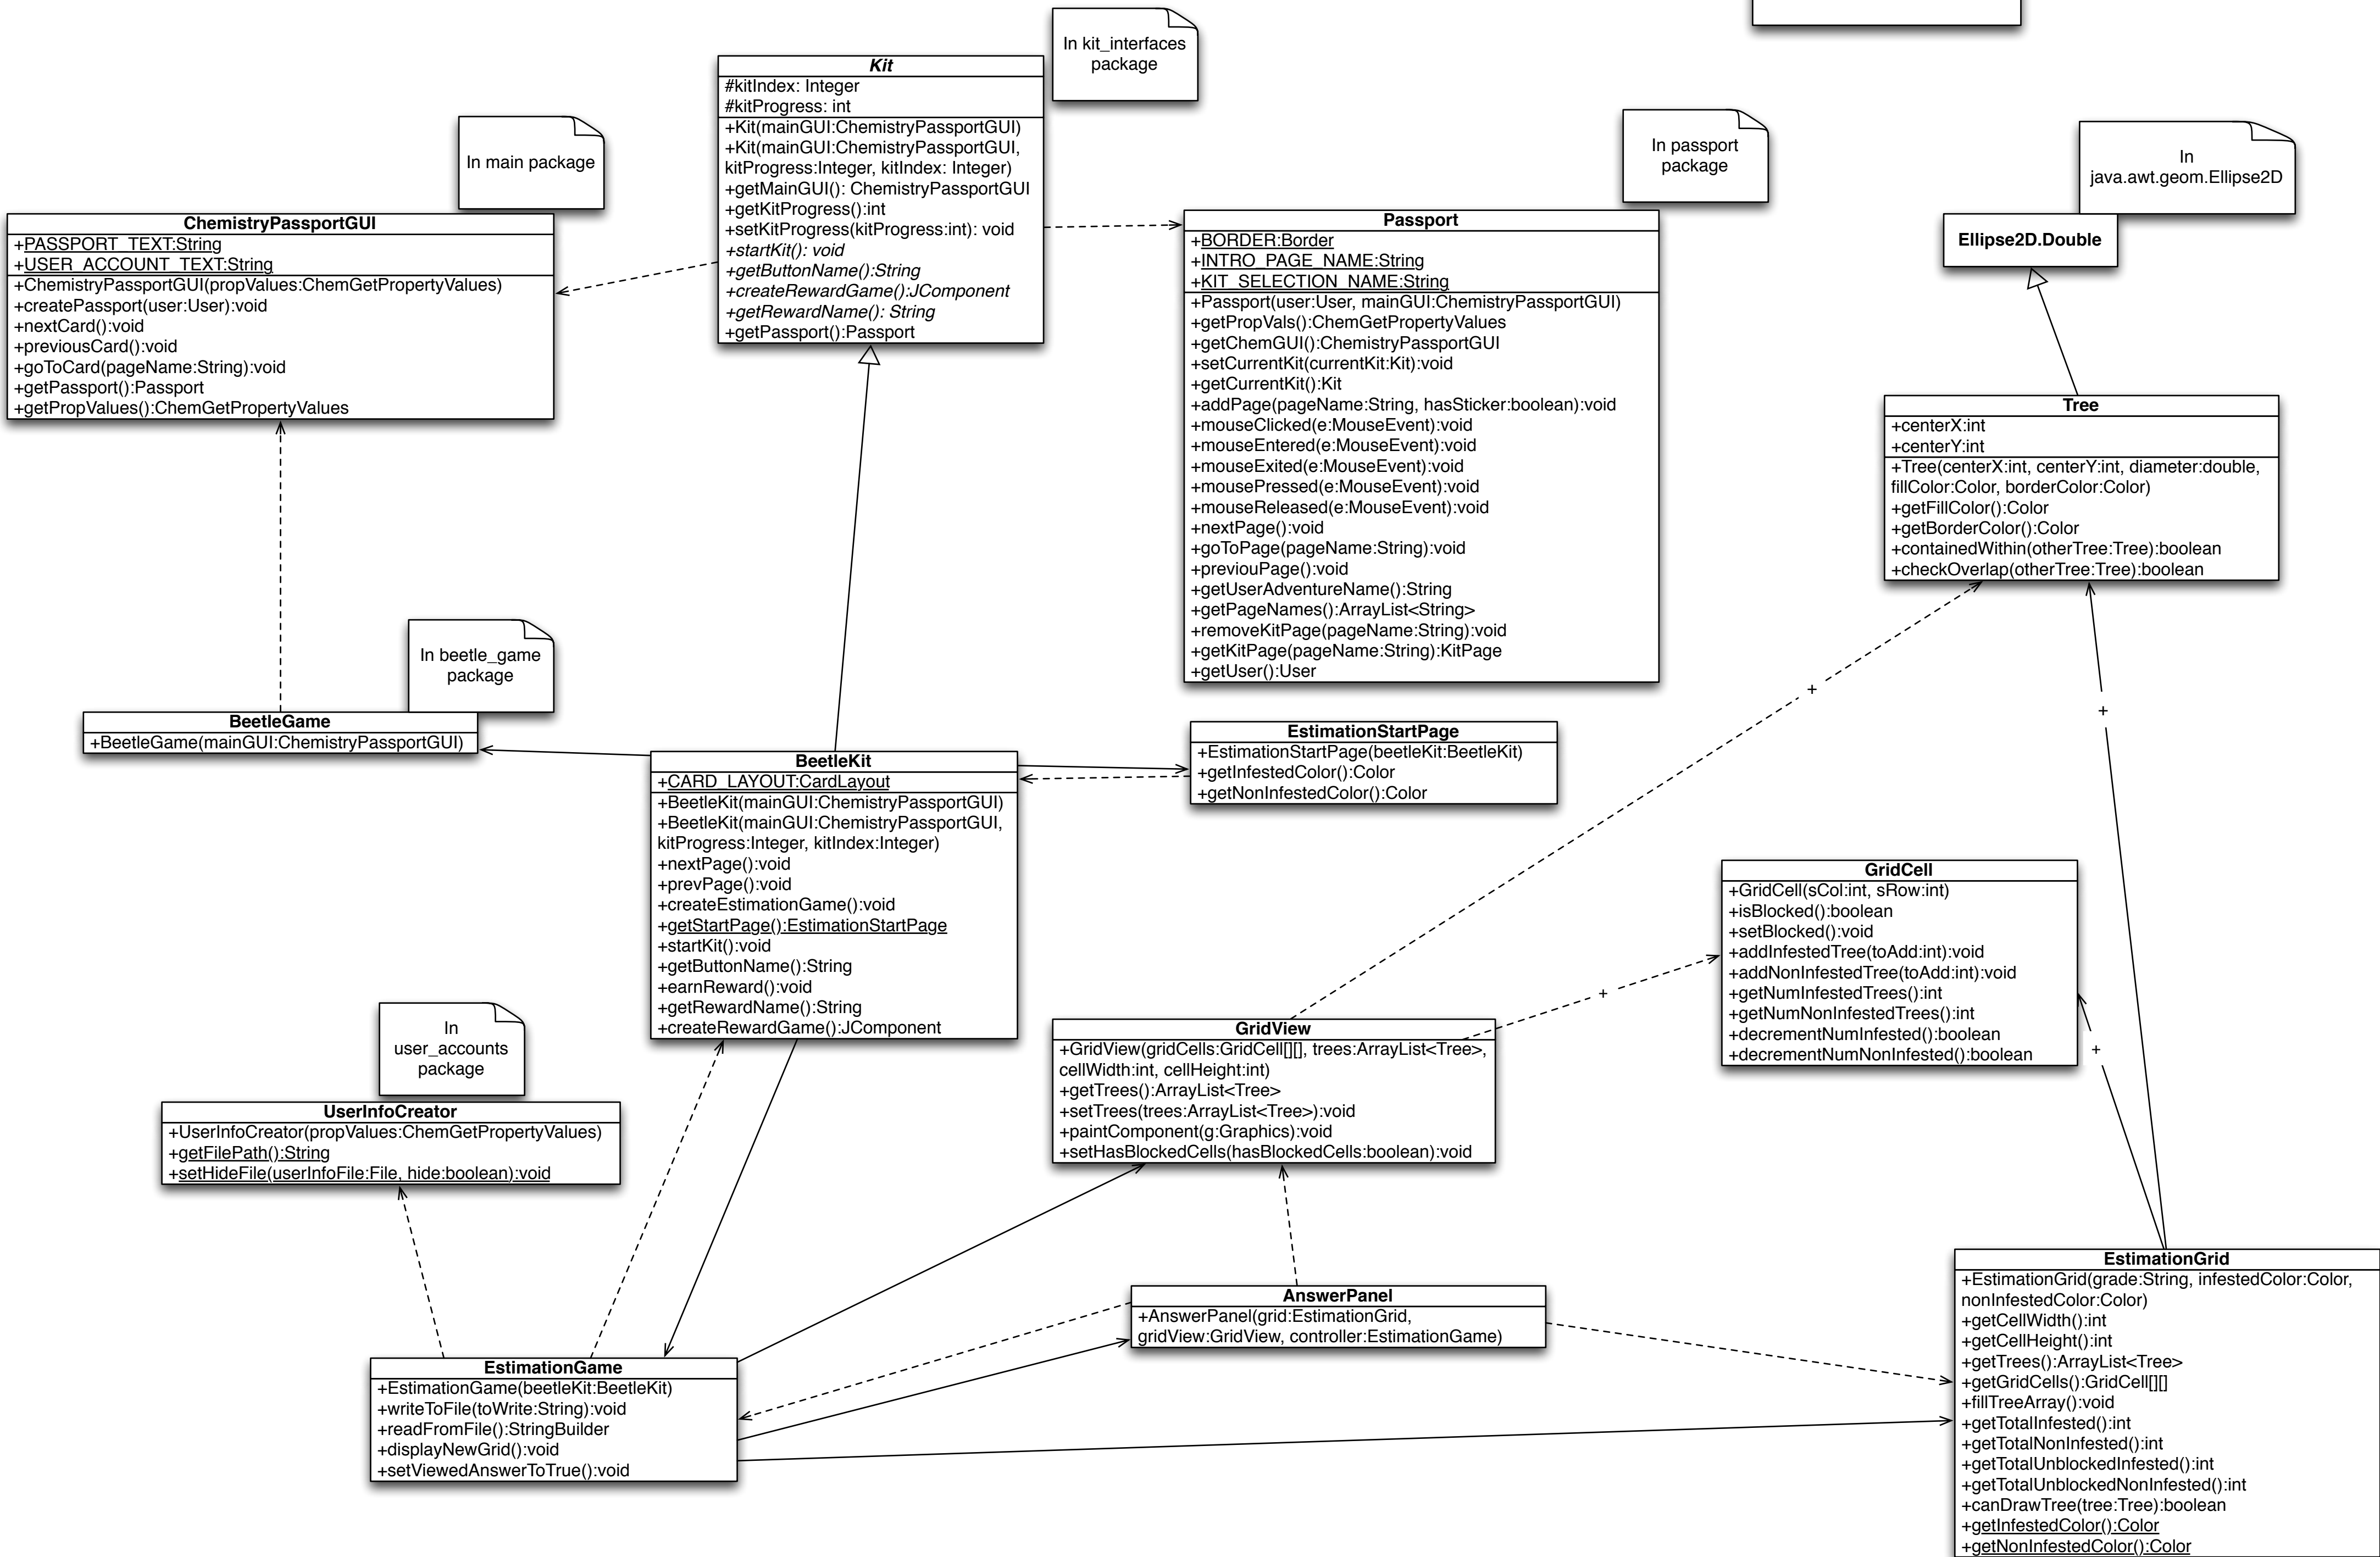 In kit_interfaces
package
Kit
#kitIndex: Integer
#kitProgress: int
+Kit(mainGUI:ChemistryPassportGUI)
+Kit(mainGUI:ChemistryPassportGUI,
kitProgress:Integer, kitIndex: Integer)
+getMainGUI(): ChemistryPassportGUI
+getKitProgress():int
+setKitProgress(kitProgress:int): void
+startKit(): void
+getButtonName():String
+createRewardGame():JComponent
+getRewardName(): String
+getPassport():Passport
In main package
ChemistryPassportGUI
+PASSPORT_TEXT:String
+USER_ACCOUNT_TEXT:String
+ChemistryPassportGUI(propValues:ChemGetPropertyValues)
+createPassport(user:User):void
+nextCard():void
+previousCard():void
+goToCard(pageName:String):void
+getPassport():Passport
+getPropValues():ChemGetPropertyValues
In passport
package
Passport
+BORDER:Border
+INTRO_PAGE_NAME:String
+KIT_SELECTION_NAME:String
+Passport(user:User, mainGUI:ChemistryPassportGUI)
+getPropVals():ChemGetPropertyValues
+getChemGUI():ChemistryPassportGUI
+setCurrentKit(currentKit:Kit):void
+getCurrentKit():Kit
+addPage(pageName:String, hasSticker:boolean):void
+mouseClicked(e:MouseEvent):void
+mouseEntered(e:MouseEvent):void
+mouseExited(e:MouseEvent):void
+mousePressed(e:MouseEvent):void
+mouseReleased(e:MouseEvent):void
+nextPage():void
+goToPage(pageName:String):void
+previouPage():void
+getUserAdventureName():String
+getPageNames():ArrayList<String>
+removeKitPage(pageName:String):void
+getKitPage(pageName:String):KitPage
+getUser():User
In
java.awt.geom.Ellipse2D
Ellipse2D.Double
Tree
+centerX:int
+centerY:int
+Tree(centerX:int, centerY:int, diameter:double,
fillColor:Color, borderColor:Color)
+getFillColor():Color
+getBorderColor():Color
+containedWithin(otherTree:Tree):boolean
+checkOverlap(otherTree:Tree):boolean
+
+
In beetle_game
package
BeetleGame
+BeetleGame(mainGUI:ChemistryPassportGUI)
BeetleKit
+CARD_LAYOUT:CardLayout
+BeetleKit(mainGUI:ChemistryPassportGUI)
+BeetleKit(mainGUI:ChemistryPassportGUI,
kitProgress:Integer, kitIndex:Integer)
+nextPage():void
+prevPage():void
+createEstimationGame():void
+getStartPage():EstimationStartPage
+startKit():void
+getButtonName():String
+earnReward():void
+getRewardName():String
+createRewardGame():JComponent
EstimationStartPage
+EstimationStartPage(beetleKit:BeetleKit)
+getInfestedColor():Color
+getNonInfestedColor():Color
GridCell
+GridCell(sCol:int, sRow:int)
+isBlocked():boolean
+setBlocked():void
+addInfestedTree(toAdd:int):void
+addNonInfestedTree(toAdd:int):void
+getNumInfestedTrees():int
+getNumNonInfestedTrees():int
+decrementNumInfested():boolean
+decrementNumNonInfested():boolean
+
+
In
user_accounts
package
UserInfoCreator
+UserInfoCreator(propValues:ChemGetPropertyValues)
+getFilePath():String
+setHideFile(userInfoFile:File, hide:boolean):void
GridView
+GridView(gridCells:GridCell[][], trees:ArrayList<Tree>,
cellWidth:int, cellHeight:int)
+getTrees():ArrayList<Tree>
+setTrees(trees:ArrayList<Tree>):void
+paintComponent(g:Graphics):void
+setHasBlockedCells(hasBlockedCells:boolean):void
AnswerPanel
+AnswerPanel(grid:EstimationGrid,
gridView:GridView, controller:EstimationGame)
EstimationGame
+EstimationGame(beetleKit:BeetleKit)
+writeToFile(toWrite:String):void
+readFromFile():StringBuilder
+displayNewGrid():void
+setViewedAnswerToTrue():void
EstimationGrid
+EstimationGrid(grade:String, infestedColor:Color,
nonInfestedColor:Color)
+getCellWidth():int
+getCellHeight():int
+getTrees():ArrayList<Tree>
+getGridCells():GridCell[][]
+fillTreeArray():void
+getTotalInfested():int
+getTotalNonInfested():int
+getTotalUnblockedInfested():int
+getTotalUnblockedNonInfested():int
+canDrawTree(tree:Tree):boolean
+getInfestedColor():Color
+getNonInfestedColor():Color